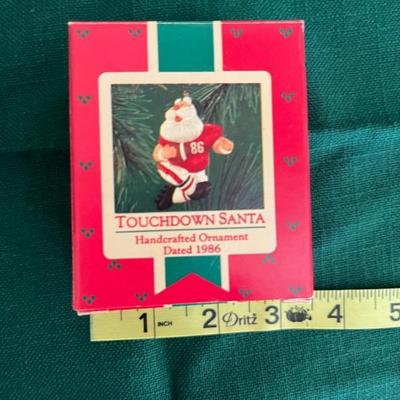 86
TOUCHDOWN SANTA
Handcrafted Ornament
Dated 1986
1 INCH 2 Dritz 3 4 5